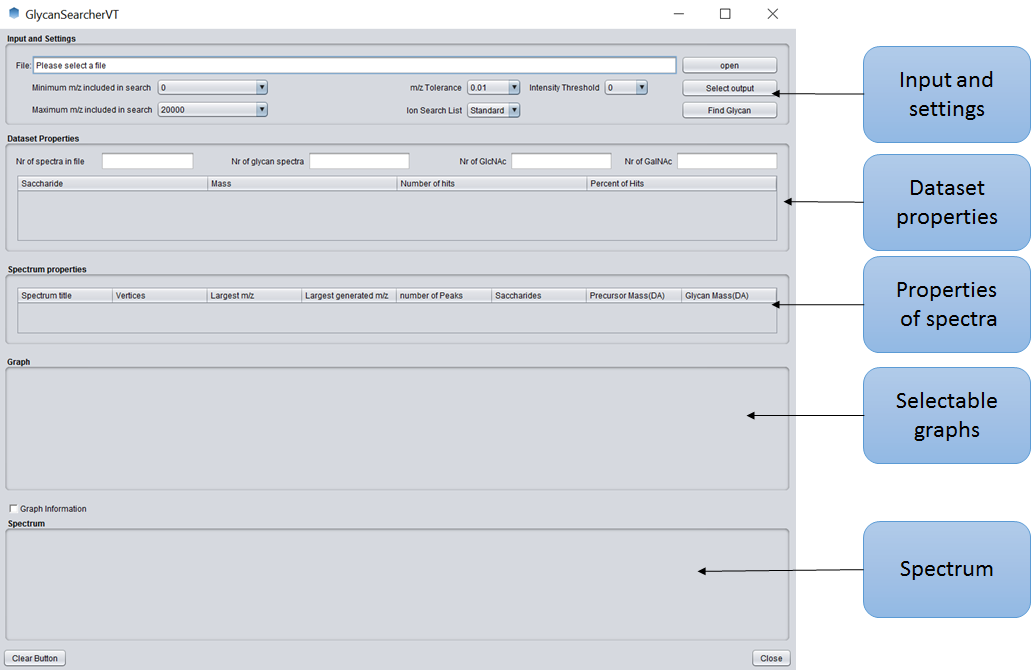 GlycanSearcherVT
Input and Settings
File: Please select a file open
Minimum m/z included in search 0 m/z Tolerance 0.01 Intensity Threshold 0 Select output
Maximum m/z included in search 20000 Ion Search List Standard Find Glycan
Dataset Properties
Nr of spectra in file Nr of glycan spectra Nr of GlcNAc Nr of GalNAc
Saccharide Mass Number of hits Percent of Hits
Spectrum properties
Spectrum title Vertices Largest m/z Largest generated m/z number of Peaks Saccharides Precursor Mass(DA) Glycan Mass(DA)
Graph
Graph Information
Spectrum
Clear Button Close
Input and
settings
Dataset
properties
Properties
of spectra
Selectable
graphs
Spectrum